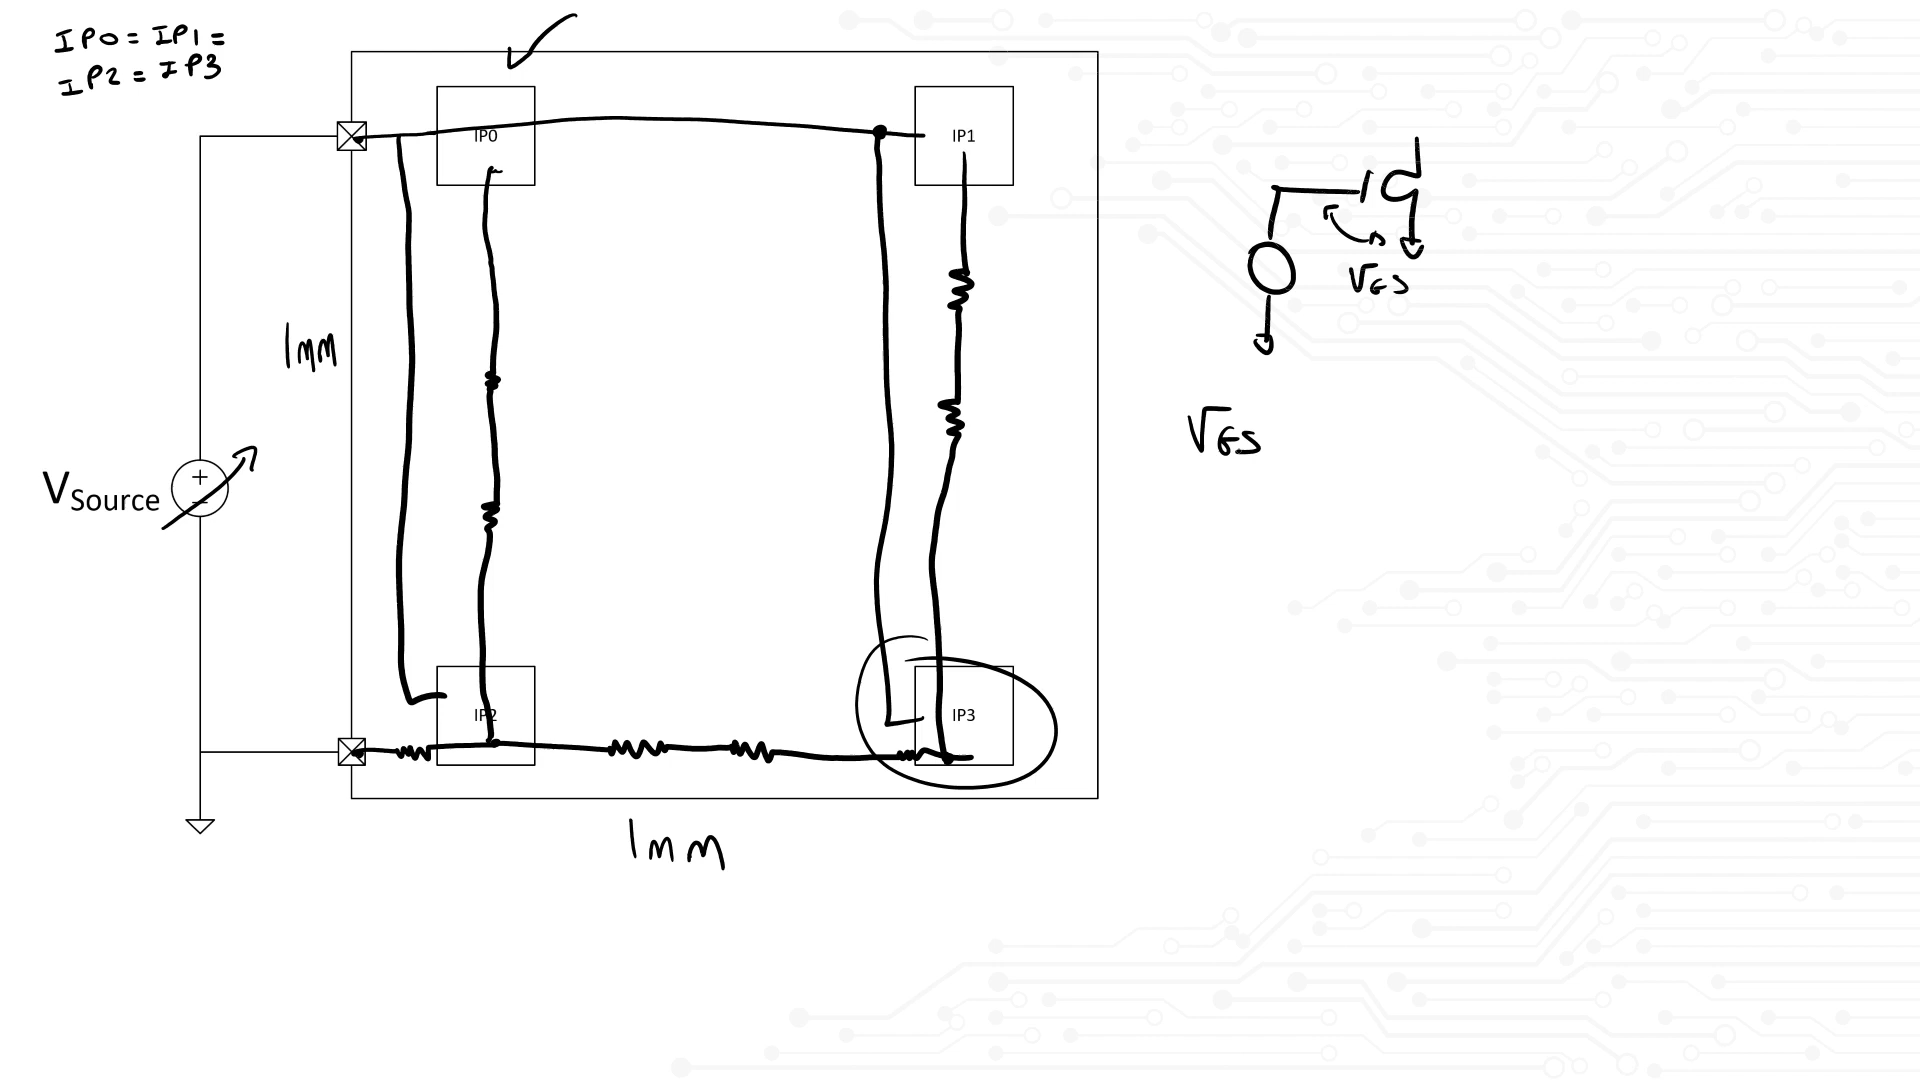 IP0 = IP1 =
IP2 = IP3
IP0
IP1
1mm
VGS
VGS
VSource
IP2
IP3
1mm